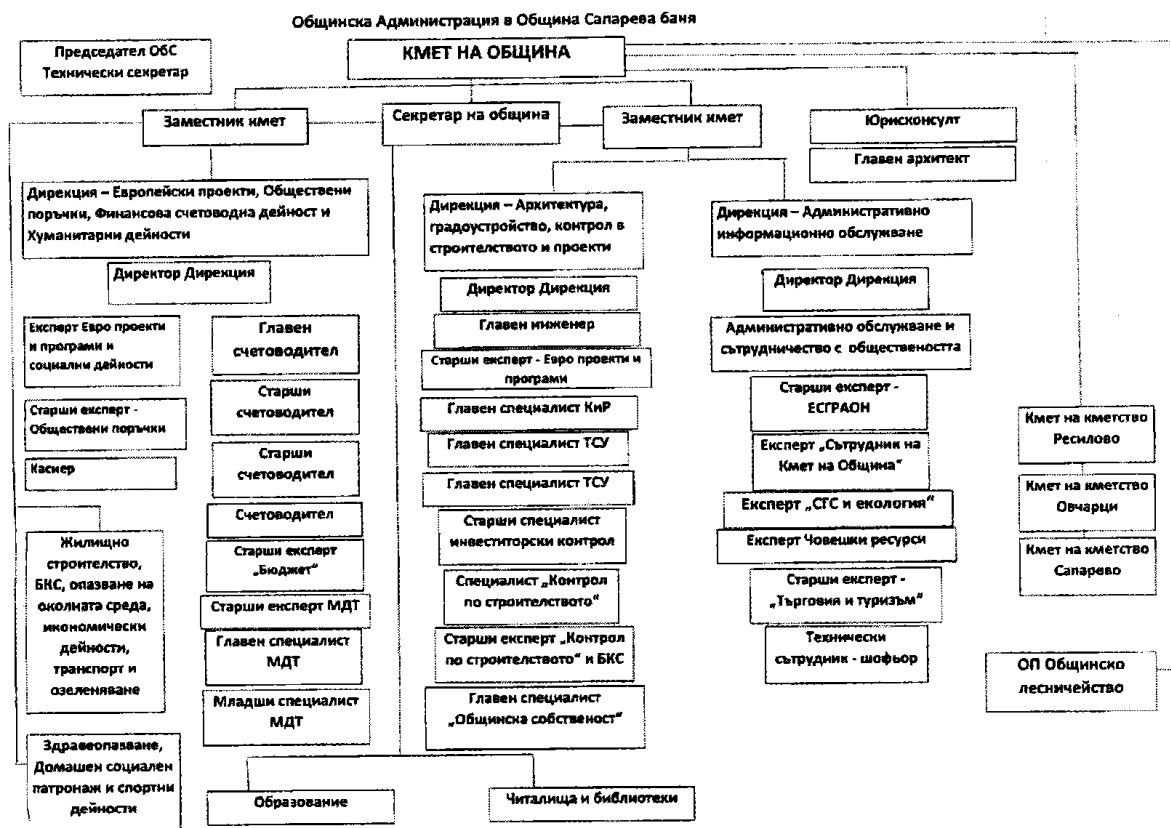 Общинска Администрация в Община Сапарева баня
Председател ОбС
Технически секретар
КМЕТ НА ОБЩИНА
Заместник кмет
Секретар на община
Заместник кмет
Юрисконсулт
Главен архитект
Дирекция – Европейски проекти, Обществени
поръчки, Финансова счетоводна дейност и
Хуманитарни дейности
Директор Дирекция
Експерт Евро проекти
и програми и
социални дейности
Старши експерт -
Обществени поръчки
Касиер
Жилищно
строителство,
БКС, опазване на
околната среда,
икономически
дейности,
транспорт и
озеленяване
Здравеопазване,
Домашен социален
патронаж и спортни
дейности
Главен
счетоводител
Старши
счетоводител
Старши
счетоводител
Счетоводител
Старши експерт
„Бюджет“
Старши експерт МДТ
Главен специалист
МДТ
Младши специалист
МДТ
Образование
Читалища и библиотеки
Дирекция – Архитектура,
градоустройство, контрол в
строителството и проекти
Директор Дирекция
Главен инженер
Старши експерт - Евро проекти и
програми
Главен специалист КиР
Главен специалист ТСУ
Главен специалист ТСУ
Старши специалист
инвеститорски контрол
Специалист „Контрол
по строителството“
Старши експерт „Контрол
по строителството“ и БКС
Главен специалист
„Общинска собственост“
Дирекция – Административно
информационно обслужване
Директор Дирекция
Административно обслужване и
сътрудничество с обществеността
Старши експерт -
ЕСГРАОН
Експерт „Сътрудник на
Кмет на Община“
Експерт „СГС и екология“
Експерт Човешки ресурси
Старши експерт -
„Търговия и туризъм“
Технически
сътрудник - шофьор
Кмет на кметство
Ресилово
Кмет на кметство
Овчарци
Кмет на кметство
Сапарево
ОП Общинско
лесничейство